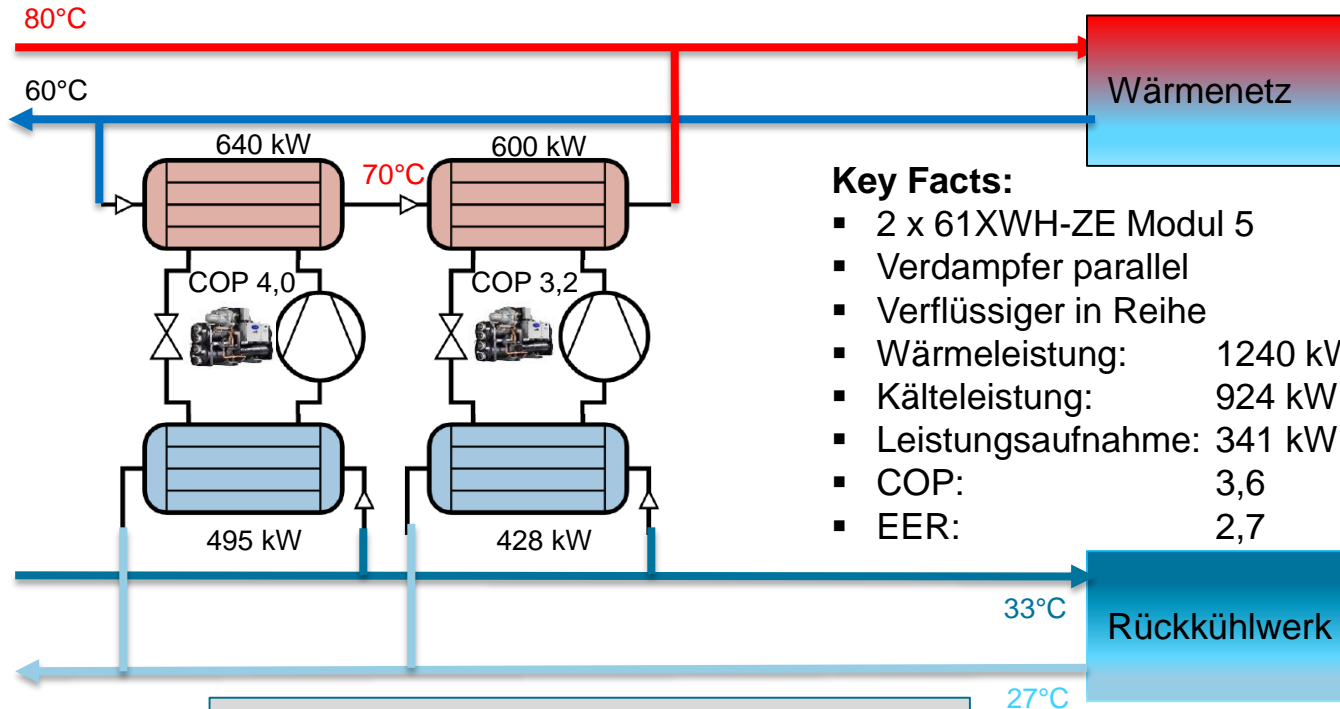 80°C
60°C
Wärmenetz
640 kW
600 kW
70°C
Key Facts:
▪ 2 x 61XWH-ZE Modul 5
▪ Verdampfer parallel
▪ Verflüssiger in Reihe
▪ Wärmeleistung: 1240 kW
▪ Kälteleistung: 924 kW
▪ Leistungsaufnahme: 341 kW
▪ COP: 3,6
▪ EER: 2,7
COP 4,0
COP 3,2
495 kW
428 kW
33°C
Rückkühlwerk
27°C